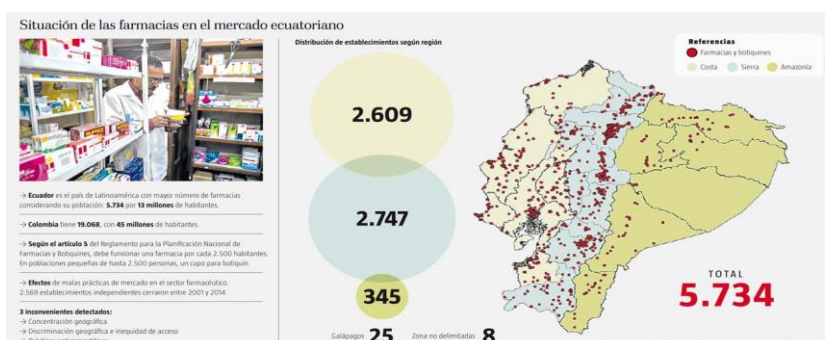 Situación de las farmacias en el mercado ecuatoriano
→ Ecuador es el país de Latinoamérica con mayor número de farmacias
considerando su población: 5.734 por 13 millones de habitantes.
→ Colombia tiene 19.068, con 45 millones de habitantes.
→ Según el artículo 5 del Reglamento para la Planificación Nacional de
Farmacias y Botiquines, debe funsionar una farmacia por cada 2.500 habitantes.
En poblaciones pequeñas de hasta 2.500 personas, un cupo para botiquín
→ Efectos de malas prácticas de mercado en el sector farmacéutico.
2.569 establecimientos independientes cerraron entre 2001 y 2014
3 inconvenientes detectados:
→ Concentración geográfica
→ Discriminación geográfica e inequidad de acceso
Distribución de establecimientos según región
2.609
2.747
345
Galápagos 25 Zona no delimitadas 8
Referencias
Farmacias y botiquines
Costa Sierra Amazonía
TOTAL
5.734